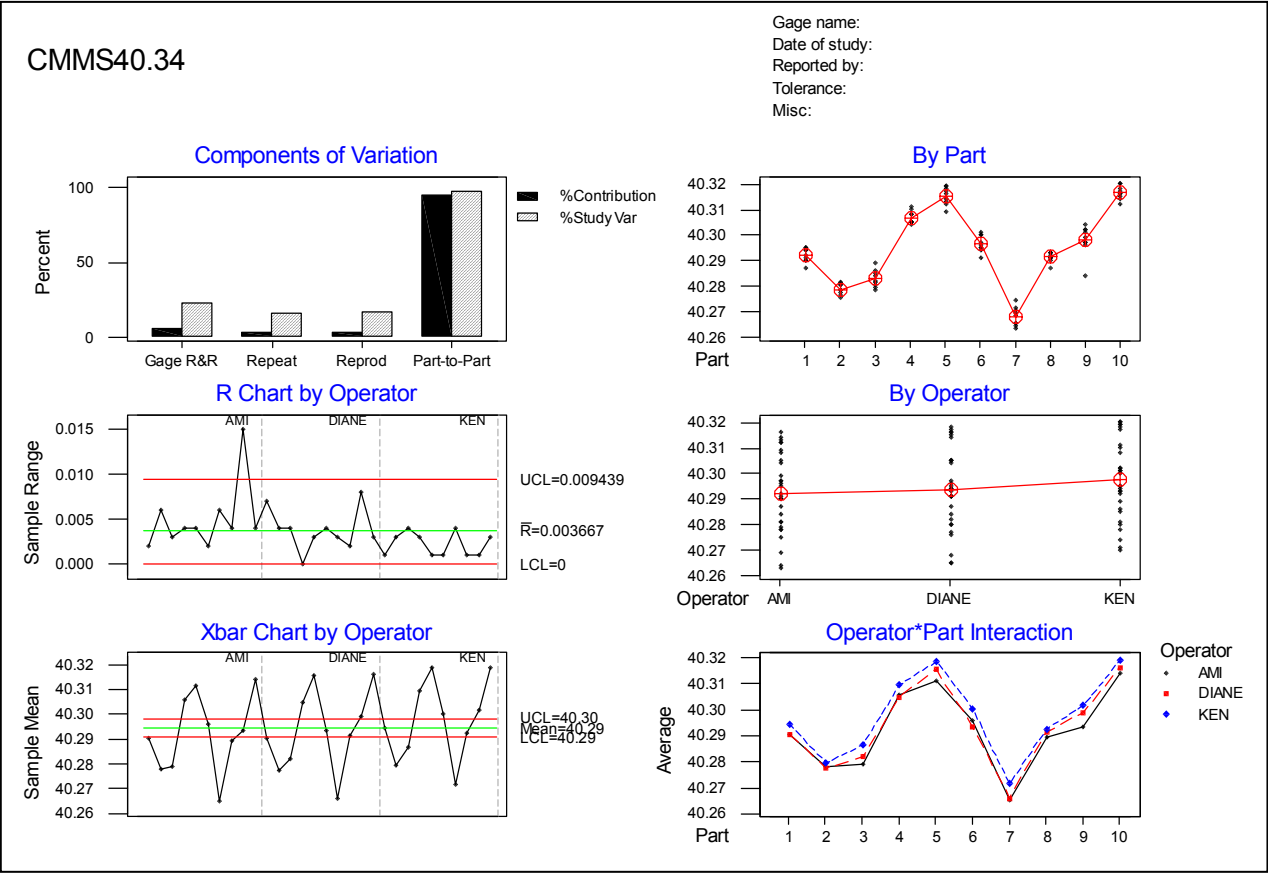 CMMS40.34
Gage name:
Date of study:
Reported by:
Tolerance:
Misc:
Components of Variation
Percent
100
50
0
Gage R&R Repeat Reprod Part-to-Part
%Contribution
%Study Var
By Part
40.32
40.31
40.30
40.29
40.28
40.27
40.26
Part 1 2 3 4 5 6 7 8 9 10
R Chart by Operator
AMI DIANE KEN
Sample Range
0.015
0.010
0.005
0.000
UCL=0.009439
R=0.003667
LCL=0
By Operator
40.32
40.31
40.30
40.29
40.28
40.27
40.26
Operator AMI DIANE KEN
Xbar Chart by Operator
AMI DIANE KEN
Sample Mean
40.32
40.31
40.30
40.29
40.28
40.27
40.26
UCL=40.30
Mean=40.29
LCL=40.29
Operator*Part Interaction
Average
40.32
40.31
40.30
40.29
40.28
40.27
40.26
Part 1 2 3 4 5 6 7 8 9 10
Operator
AMI
DIANE
KEN